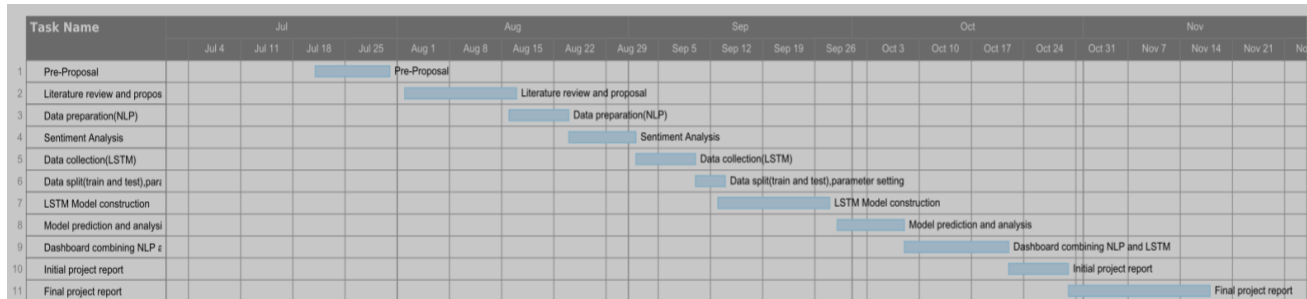 Task Name Jul Aug Sep Oct Nov
Jul 4 Jul 11 Jul 18 Jul 25 Aug 1 Aug 8 Aug 15 Aug 22 Aug 29 Sep 5 Sep 12 Sep 19 Sep 26 Oct 3 Oct 10 Oct 17 Oct 24 Oct 31 Nov 7 Nov 14 Nov 21 No
1 Pre-Proposal Pre-Proposal
2 Literature review and propos Literature review and proposal
3 Data preparation(NLP) Data preparation(NLP)
4 Sentiment Analysis Sentiment Analysis
5 Data collection(LSTM) Data collection(LSTM)
6 Data split(train and test),para Data split(train and test),parameter setting
7 LSTM Model construction LSTM Model construction
8 Model prediction and analysi Model prediction and analysis
9 Dashboard combining NLP a Dashboard combining NLP and LSTM
10 Initial project report Initial project report
11 Final project report Final project report